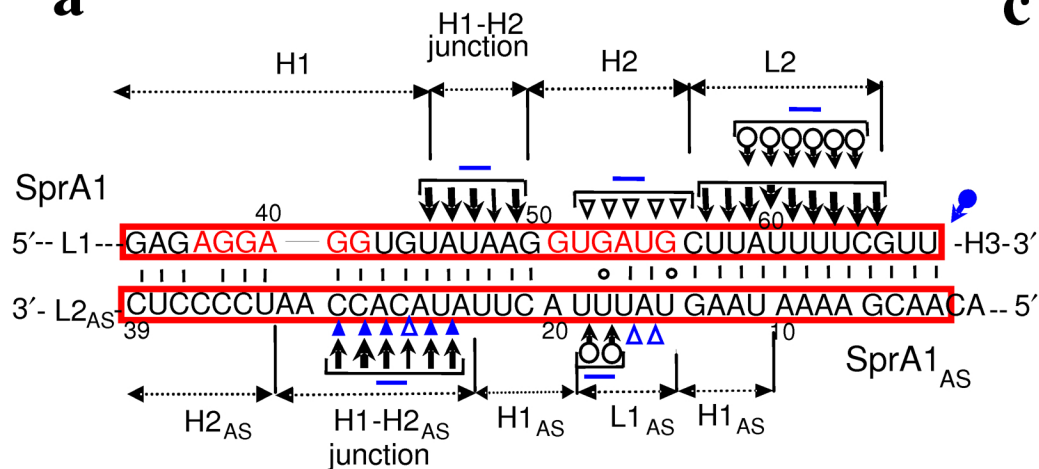 a
c
H1-H2
junction
H1
H2
L2
SprA1
40
50
60
5′-- L1---GAGAGGA GGUGUAUAAG GUGAUG CUUAUUUUCGUU -H3-3′
3′- L2AS-CUCCCCUAA CCACAUAUUC A UUUAU GAAU AAAA GCAACA -- 5′
39
20
10
SprA1AS
H2AS
H1-H2AS
junction
H1AS
L1AS
H1AS